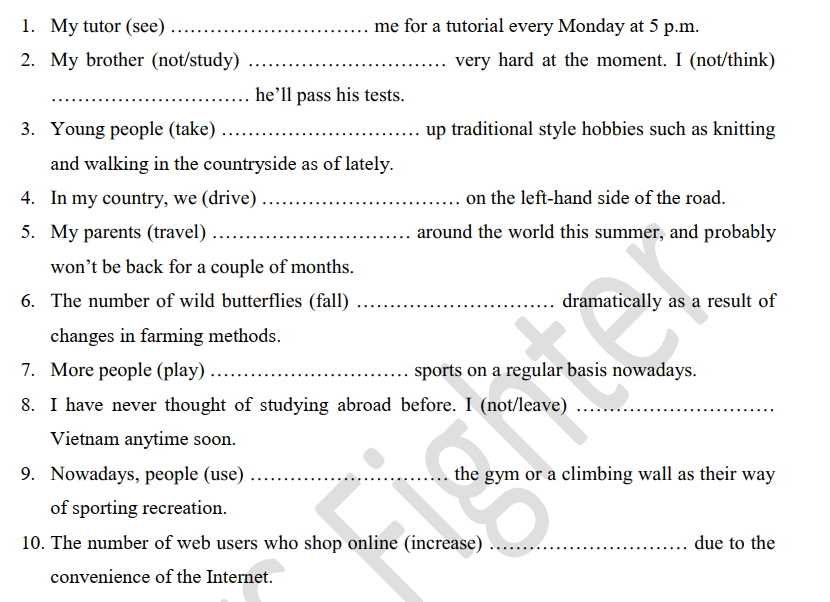 1. My tutor (see) ………………………… me for a tutorial every Monday at 5 p.m.
2. My brother (not/study) ………………………… very hard at the moment. I (not/think)
………………………… he’ll pass his tests.
3. Young people (take) ………………………… up traditional style hobbies such as knitting
and walking in the countryside as of lately.
4. In my country, we (drive) ………………………… on the left-hand side of the road.
5. My parents (travel) ………………………… around the world this summer, and probably
won’t be back for a couple of months.
6. The number of wild butterflies (fall) ………………………… dramatically as a result of
changes in farming methods.
7. More people (play) ………………………… sports on a regular basis nowadays.
8. I have never thought of studying abroad before. I (not/leave) …………………………
Vietnam anytime soon.
9. Nowadays, people (use) ………………………… the gym or a climbing wall as their way
of sporting recreation.
10. The number of web users who shop online (increase) ………………………… due to the
convenience of the Internet.
Fighter